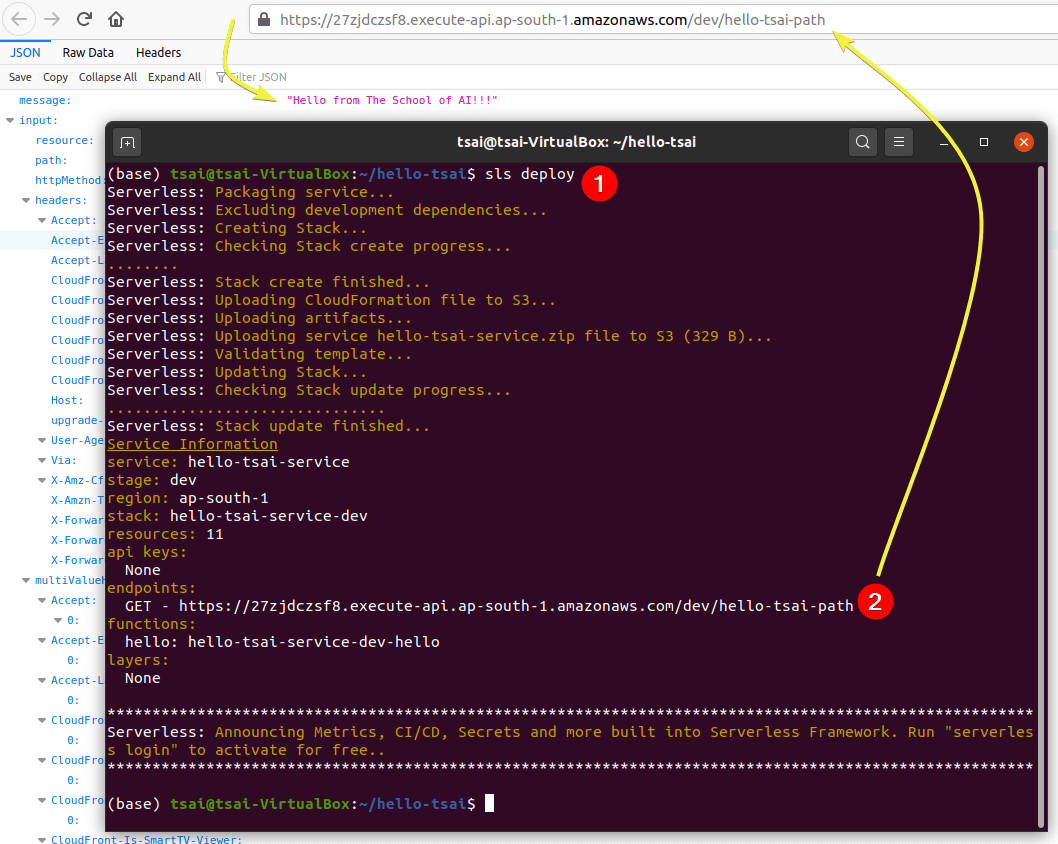 https://27zjdczsf8.execute-api.ap-south-1.amazonaws.com/dev/hello-tsai-path
JSON Raw Data Headers
Save Copy Collapse All Expand All Filter JSON
message: "Hello from The School of AI!!!"
input:
resource:
path:
httpMethod:
headers:
Accept:
Accept-E
Accept-L
CloudFro
CloudFro
CloudFro
CloudFro
CloudFro
CloudFro
Host:
upgrade-
User-Age
Via:
X-Amz-Cf
X-Amzn-T
X-Forwar
X-Forwar
X-Forwar
multiValueH
Accept:
0:
Accept-E
0:
Accept-L
0:
CloudFro
0:
CloudFro
0:
CloudFro
0:
CloudFront-Is-SmartTV-Viewer:
tsai@tsai-VirtualBox: ~/hello-tsai
(base) tsai@tsai-VirtualBox:~/hello-tsai$ sls deploy
1
Serverless: Packaging service...
Serverless: Excluding development dependencies...
Serverless: Creating Stack...
Serverless: Checking Stack create progress...
........
Serverless: Stack create finished...
Serverless: Uploading CloudFormation file to S3...
Serverless: Uploading artifacts...
Serverless: Uploading service hello-tsai-service.zip file to S3 (329 B)...
Serverless: Validating template...
Serverless: Updating Stack...
Serverless: Checking Stack update progress...
...............................
Serverless: Stack update finished...
Service Information
service: hello-tsai-service
stage: dev
region: ap-south-1
stack: hello-tsai-service-dev
resources: 11
api keys:
None
endpoints:
GET - https://27zjdczsf8.execute-api.ap-south-1.amazonaws.com/dev/hello-tsai-path
2
functions:
hello: hello-tsai-service-dev-hello
layers:
None
*******************************************************************************************************
Serverless: Announcing Metrics, CI/CD, Secrets and more built into Serverless Framework. Run "serverles
s login" to activate for free..
*******************************************************************************************************
(base) tsai@tsai-VirtualBox:~/hello-tsai$